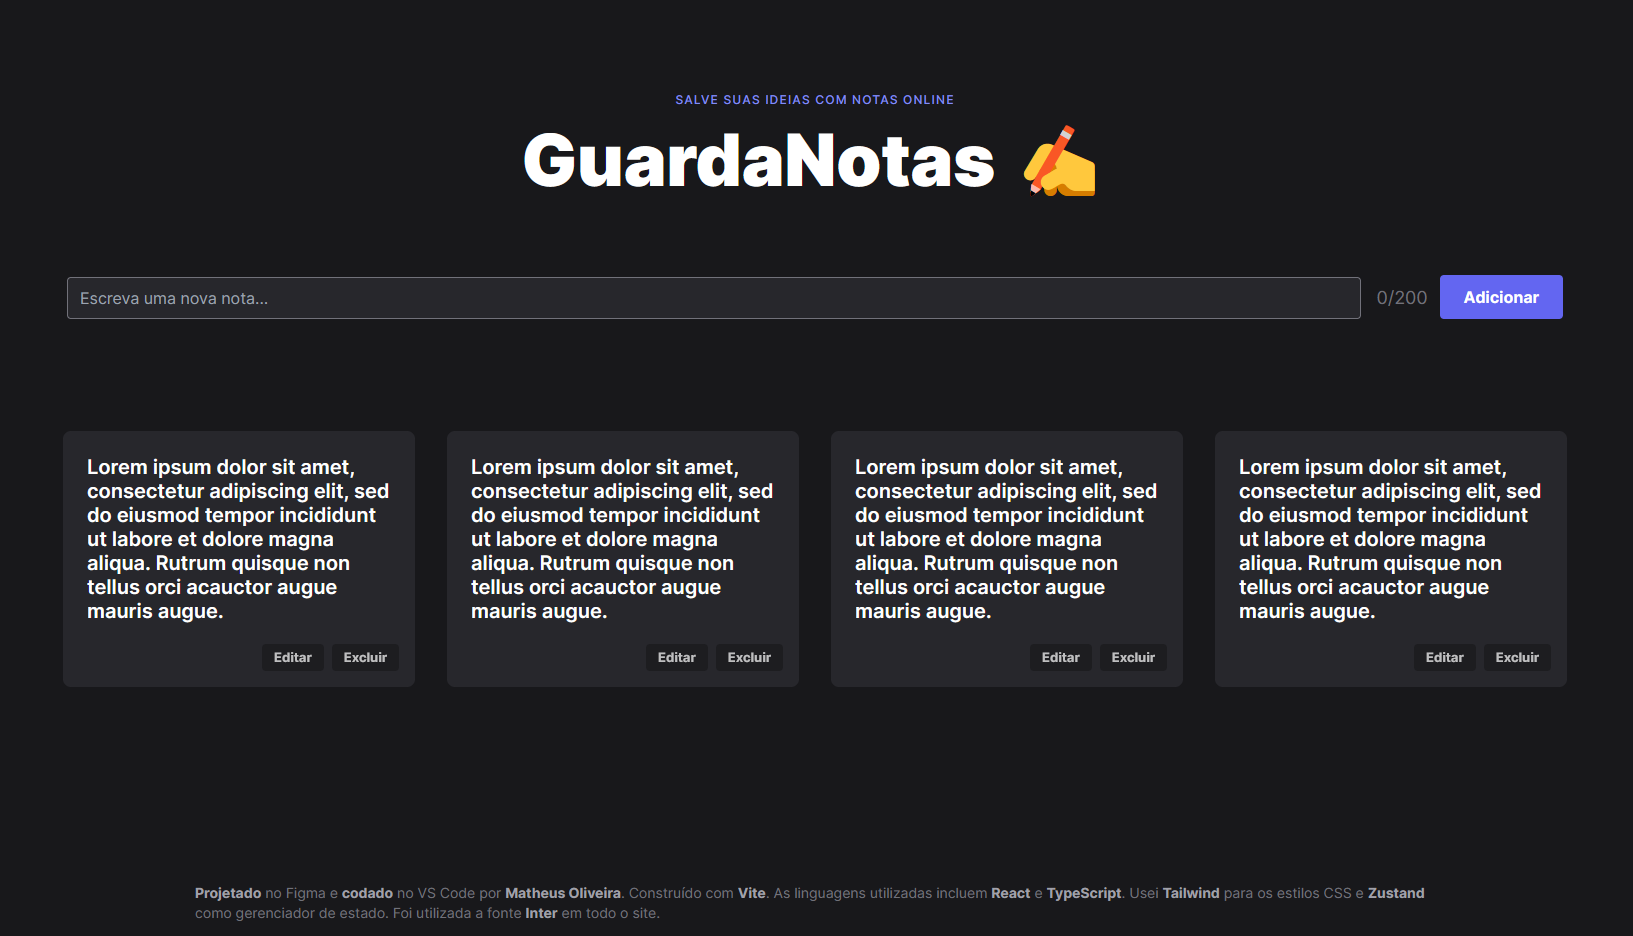 SALVE SUAS IDEIAS COM NOTAS ONLINE
GuardaNotas ✍️
Escreva uma nova nota...
0/200
Adicionar
Lorem ipsum dolor sit amet,
consectetur adipiscing elit, sed
do eiusmod tempor incididunt
ut labore et dolore magna
aliqua. Rutrum quisque non
tellus orci acauctor augue
mauris augue.
Editar Excluir
Lorem ipsum dolor sit amet,
consectetur adipiscing elit, sed
do eiusmod tempor incididunt
ut labore et dolore magna
aliqua. Rutrum quisque non
tellus orci acauctor augue
mauris augue.
Editar Excluir
Lorem ipsum dolor sit amet,
consectetur adipiscing elit, sed
do eiusmod tempor incididunt
ut labore et dolore magna
aliqua. Rutrum quisque non
tellus orci acauctor augue
mauris augue.
Editar Excluir
Lorem ipsum dolor sit amet,
consectetur adipiscing elit, sed
do eiusmod tempor incididunt
ut labore et dolore magna
aliqua. Rutrum quisque non
tellus orci acauctor augue
mauris augue.
Editar Excluir
Projetado no Figma e codado no VS Code por Matheus Oliveira. Construído com Vite. As linguagens utilizadas incluem React e TypeScript. Usei Tailwind para os estilos CSS e Zustand
como gerenciador de estado. Foi utilizada a fonte Inter em todo o site.